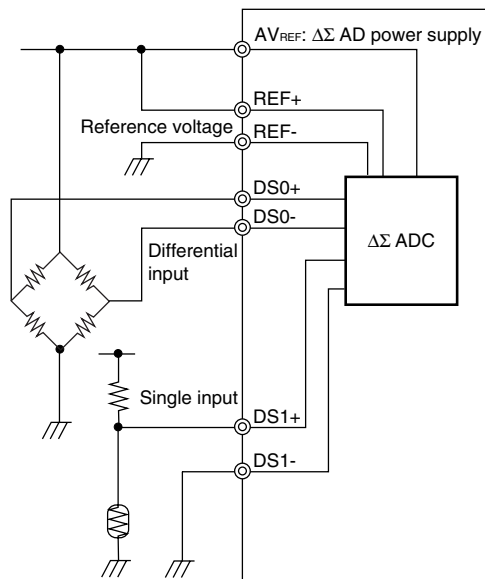 AVREF: ΔΣ AD power supply
REF+
Reference voltage
REF-
DS0+
DS0-
Differential
input
ΔΣ ADC
Single input
DS1+
DS1-